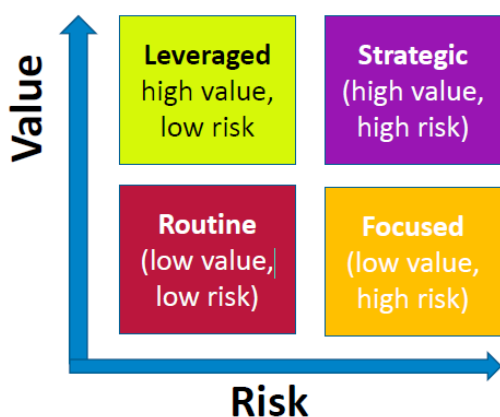 Value
Leveraged
high value,
low risk
Strategic
(high value,
high risk)
Routine
(low value,
low risk)
Focused
(low value,
high risk)
Risk